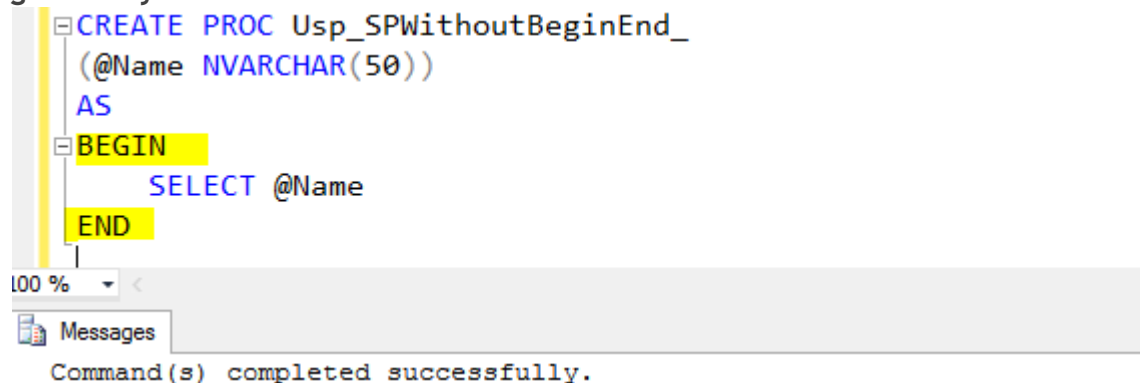 CREATE PROC Usp_SPWithoutBeginEnd_
(@Name NVARCHAR(50))
AS
BEGIN
SELECT @Name
END
100 %
Messages
Command(s) completed successfully.